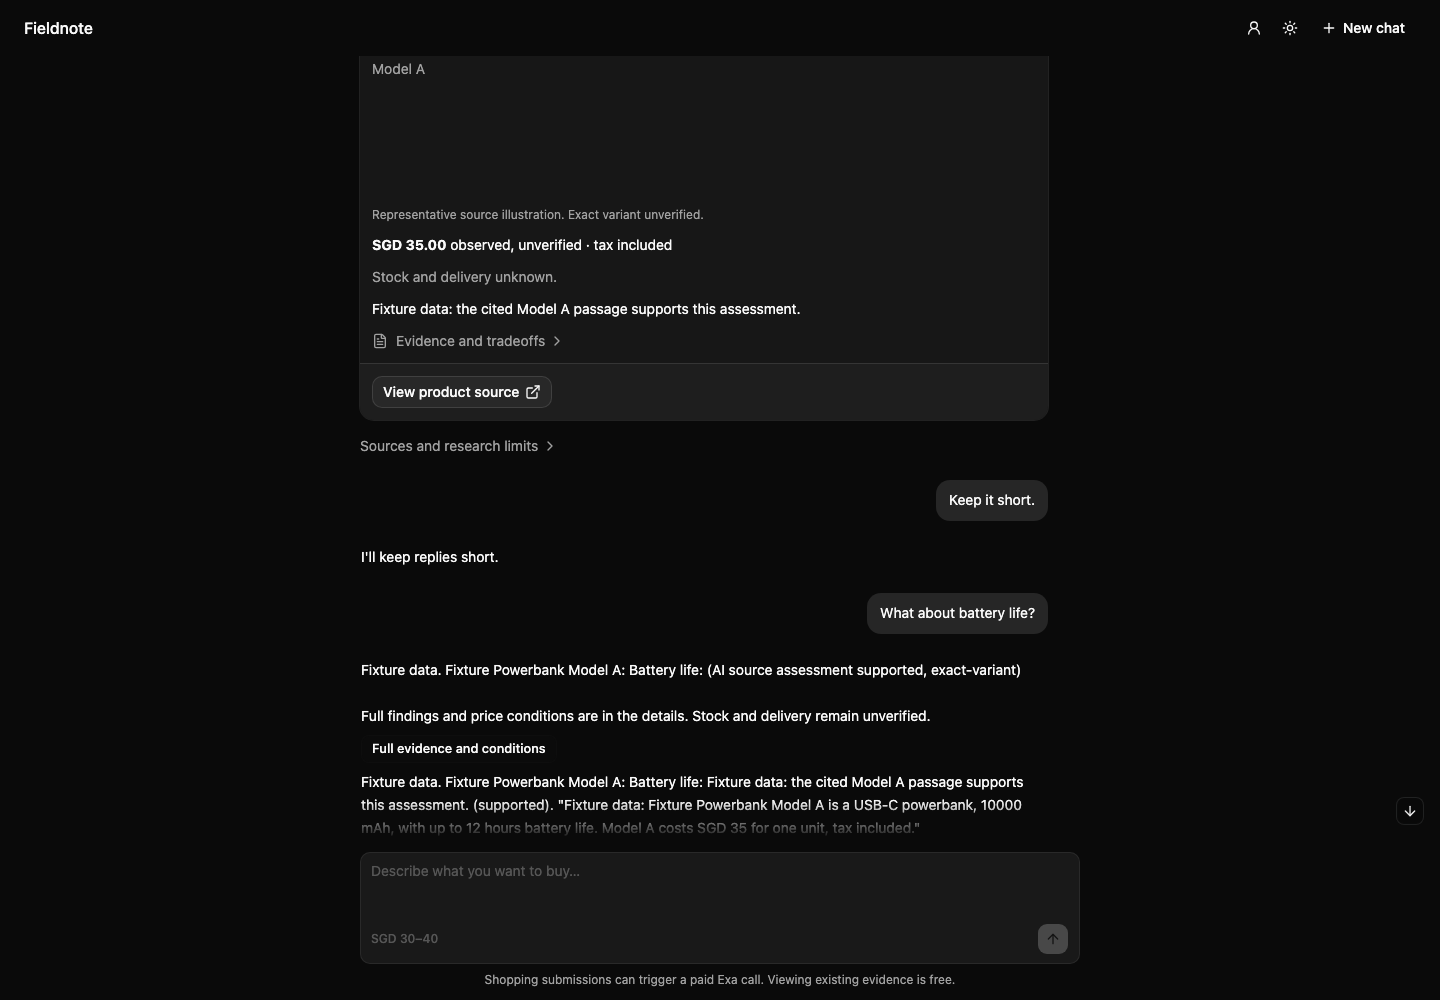 Fieldnote
New chat
Model A
Representative source illustration. Exact variant unverified.
SGD 35.00 observed, unverified · tax included
Stock and delivery unknown.
Fixture data: the cited Model A passage supports this assessment.
Evidence and tradeoffs
View product source
Sources and research limits
Keep it short.
I'll keep replies short.
What about battery life?
Fixture data. Fixture Powerbank Model A: Battery life: (AI source assessment supported, exact-variant)
Full findings and price conditions are in the details. Stock and delivery remain unverified.
Full evidence and conditions
Fixture data. Fixture Powerbank Model A: Battery life: Fixture data: the cited Model A passage supports
this assessment. (supported). "Fixture data: Fixture Powerbank Model A is a USB-C powerbank, 10000
mAh, with up to 12 hours battery life. Model A costs SGD 35 for one unit, tax included."
Describe what you want to buy...
SGD 30–40
Shopping submissions can trigger a paid Exa call. Viewing existing evidence is free.